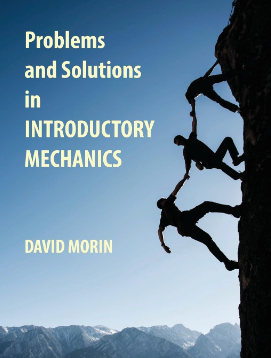 Problems
and Solutions
in
INTRODUCTORY
MECHANICS
DAVID MORIN